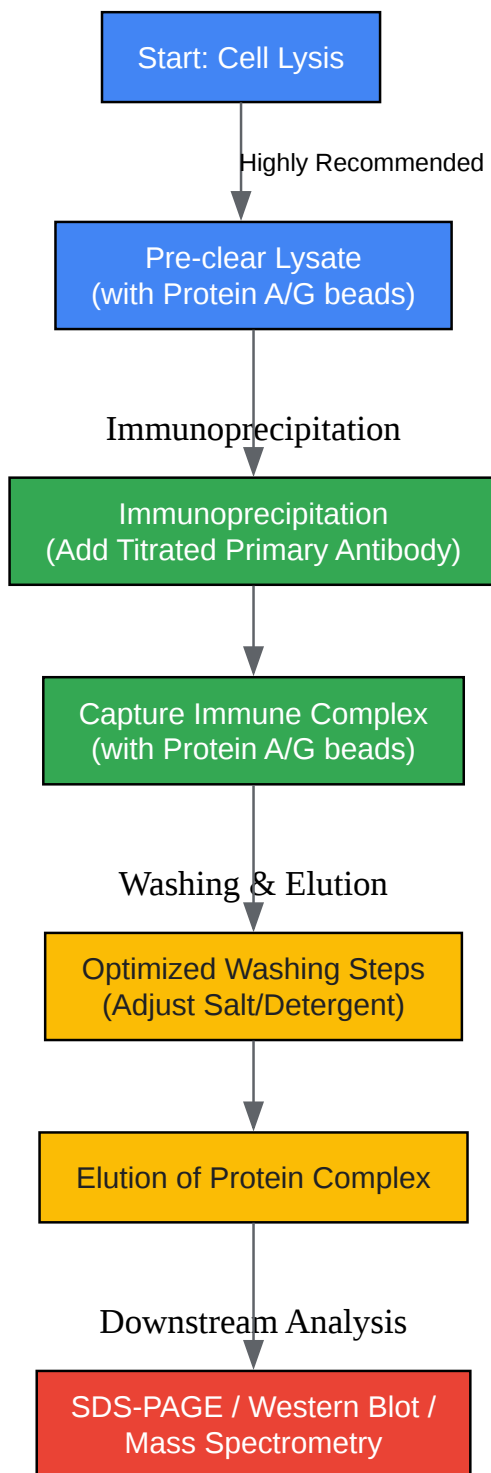 Start: Cell Lysis
Highly Recommended
Pre-clear Lysate
(with Protein A/G beads)
Immunoprecipitation
Immunoprecipitation
(Add Titrated Primary Antibody)
Capture Immune Complex
(with Protein A/G beads)
Washing & Elution
Optimized Washing Steps
(Adjust Salt/Detergent)
Elution of Protein Complex
Downstream Analysis
SDS-PAGE / Western Blot /
Mass Spectrometry